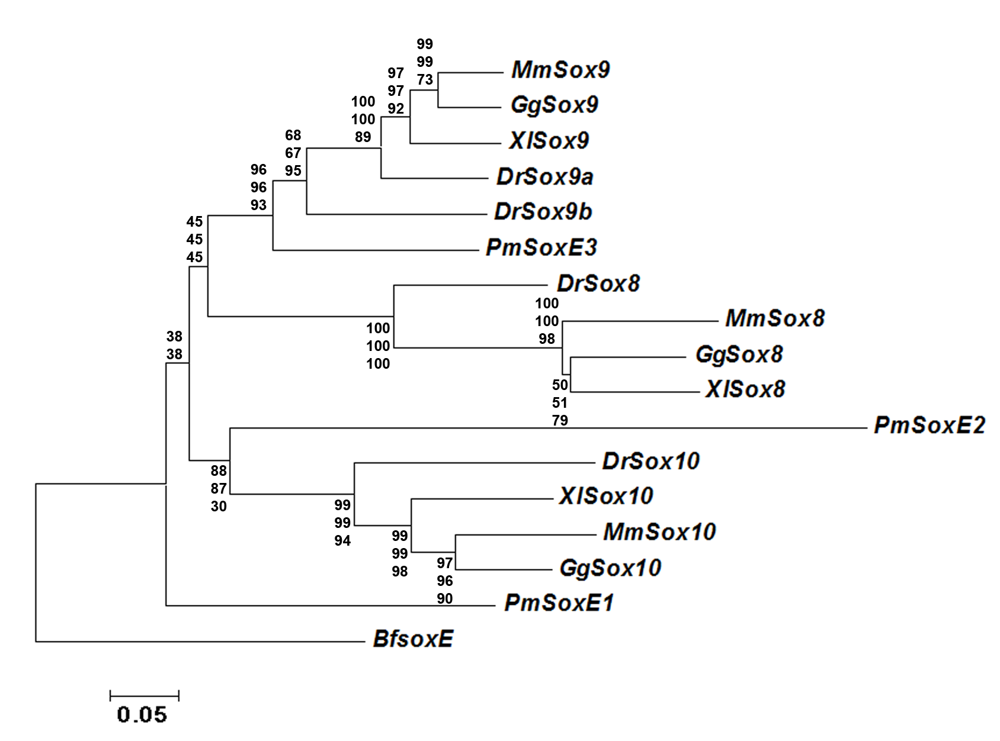 99
99
73
MmSox9
97
97
92
GgSox9
100
100
89
XlSox9
68
67
95
DrSox9a
96
96
93
DrSox9b
45
45
45
PmSoxE3
DrSox8
100
100
98
MmSox8
100
100
100
38
38
GgSox8
XlSox8
50
51
79
PmSoxE2
88
87
30
DrSox10
99
99
94
XlSox10
99
99
98
MmSox10
97
96
90
GgSox10
PmSoxE1
BfsoxE
0.05